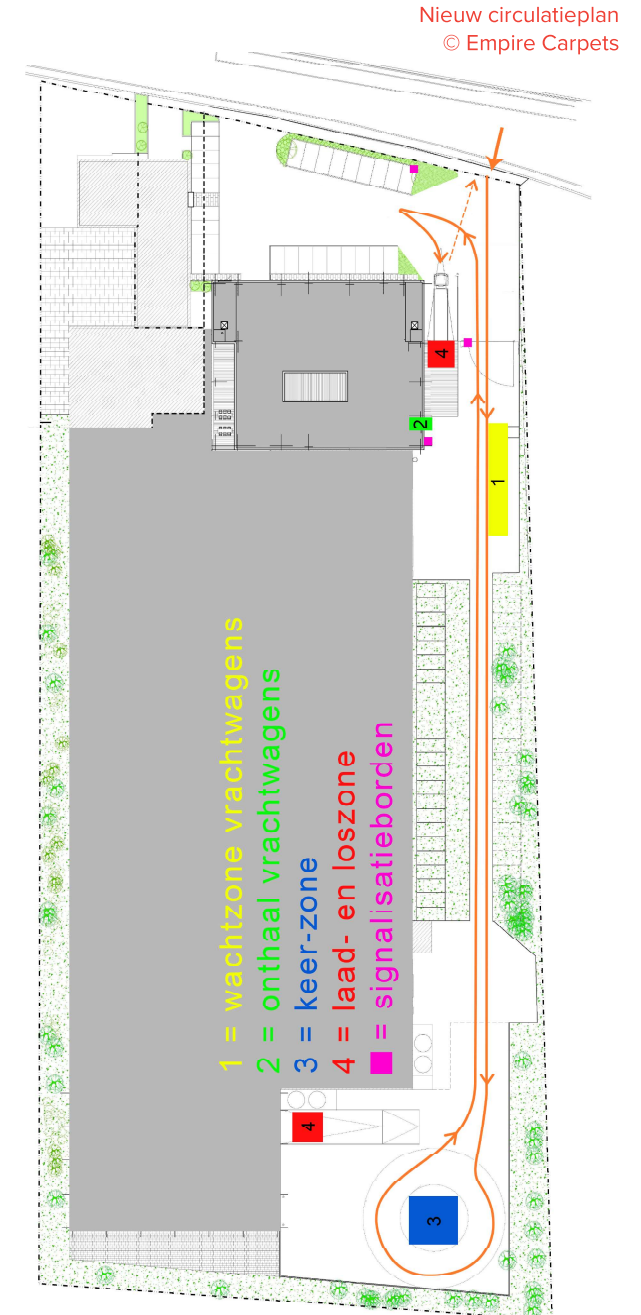 Nieuw circulatieplan
© Empire Carpets
4
2
1
1 = wachtzone vrachtwagens
2 = onthaal vrachtwagens
3 = keer-zone
4 = laad- en loszone
= signalisatieborden
4
3